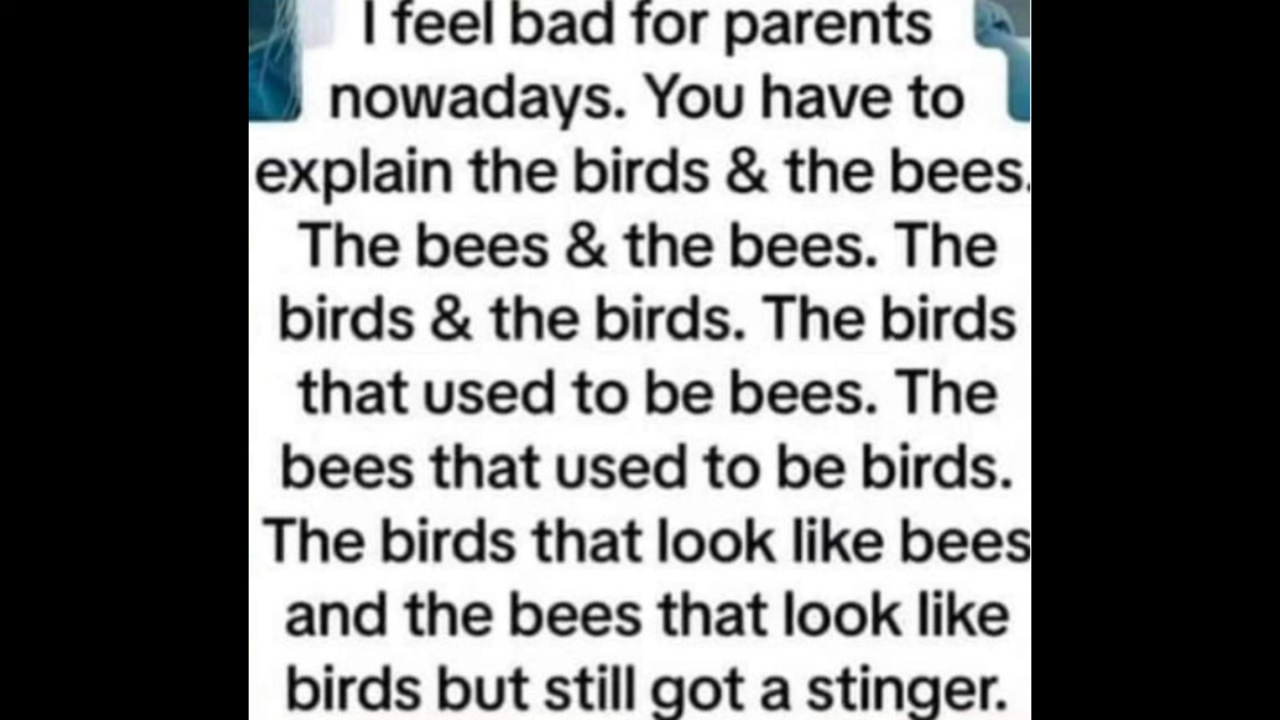 I feel bad for parents
nowadays. You have to
explain the birds & the bees.
The bees & the bees. The
birds & the birds. The birds
that used to be bees. The
bees that used to be birds.
The birds that look like bees
and the bees that look like
birds but still got a stinger.